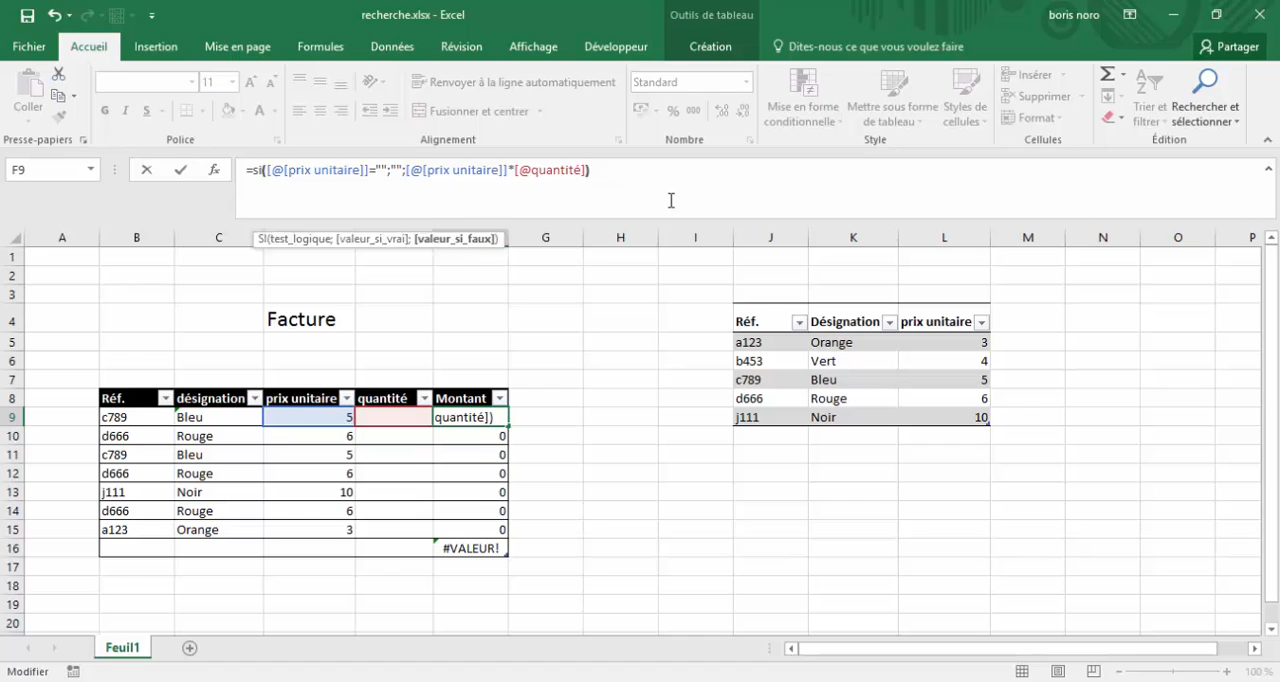 recherche.xlsx - Excel
Outils de tableau
boris noro
Fichier Accueil Insertion Mise en page Formules Données Révision Affichage Développeur Création Dites-nous ce que vous voulez faire Partager
Coller
11 A A Renvoyer à la ligne automatiquement Standard
G I S A Fusionner et centrer % 000
Mise en forme conditionnelle
Mettre sous forme de tableau
Styles de cellules
Insérer
Supprimer
Format
Trier et filtrer
Rechercher et sélectionner
Presse-papiers Police Alignement Nombre Style Cellules Édition
F9 fx =si([@[prix unitaire]]="";"";[@[prix unitaire]]*[@quantité])
SI(test_logique; [valeur_si_vrai]; [valeur_si_faux])
A B C G H I J K L M N O P
1
2
3
4 Facture Réf. Désignation prix unitaire
5 a123 Orange 3
6 b453 Vert 4
7 c789 Bleu 5
8 Réf. désignation prix unitaire quantité Montant d666 Rouge 6
9 c789 Bleu 5 quantité]) j111 Noir 10
10 d666 Rouge 6 0
11 c789 Bleu 5 0
12 d666 Rouge 6 0
13 j111 Noir 10 0
14 d666 Rouge 6 0
15 a123 Orange 3 0
16 #VALEUR!
17
18
19
20
Feuil1
Modifier 100 %